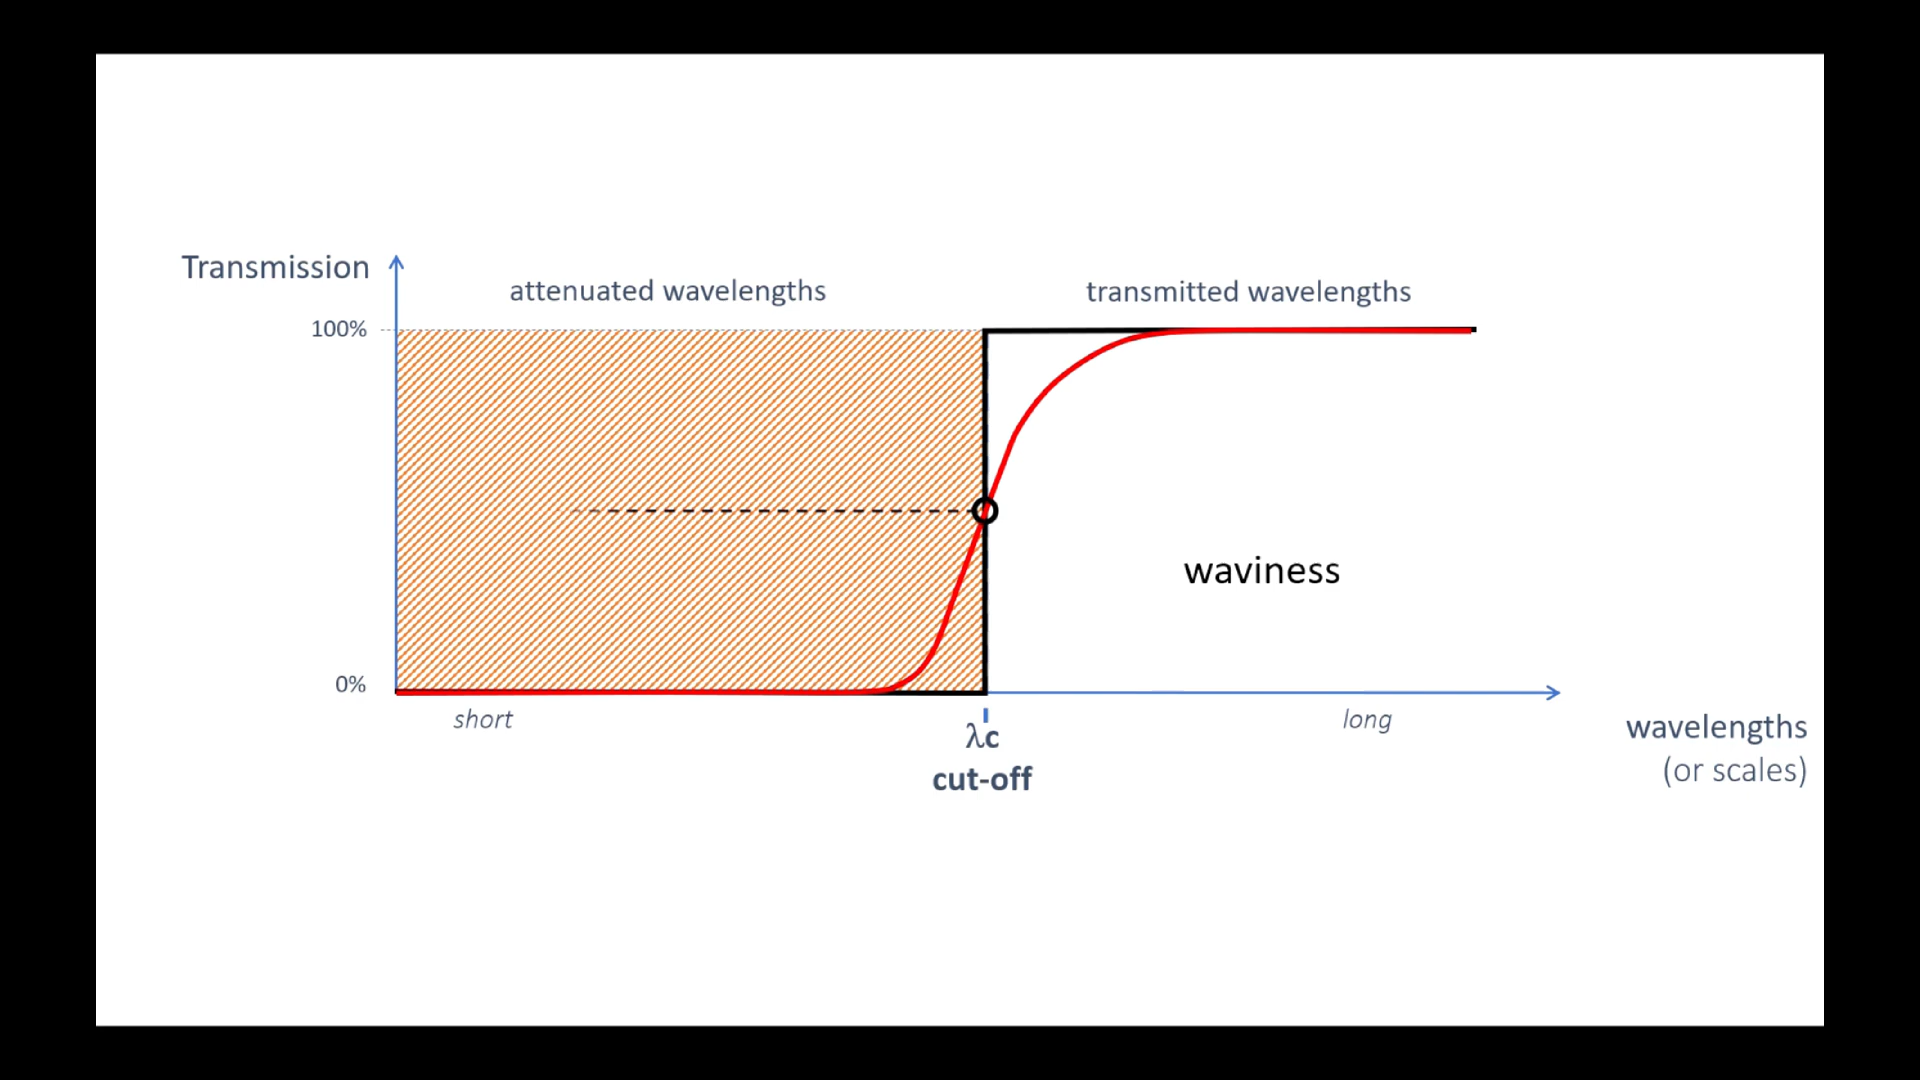 Transmission
attenuated wavelengths
transmitted wavelengths
100%
waviness
0%
short
long
λc
cut-off
wavelengths
(or scales)